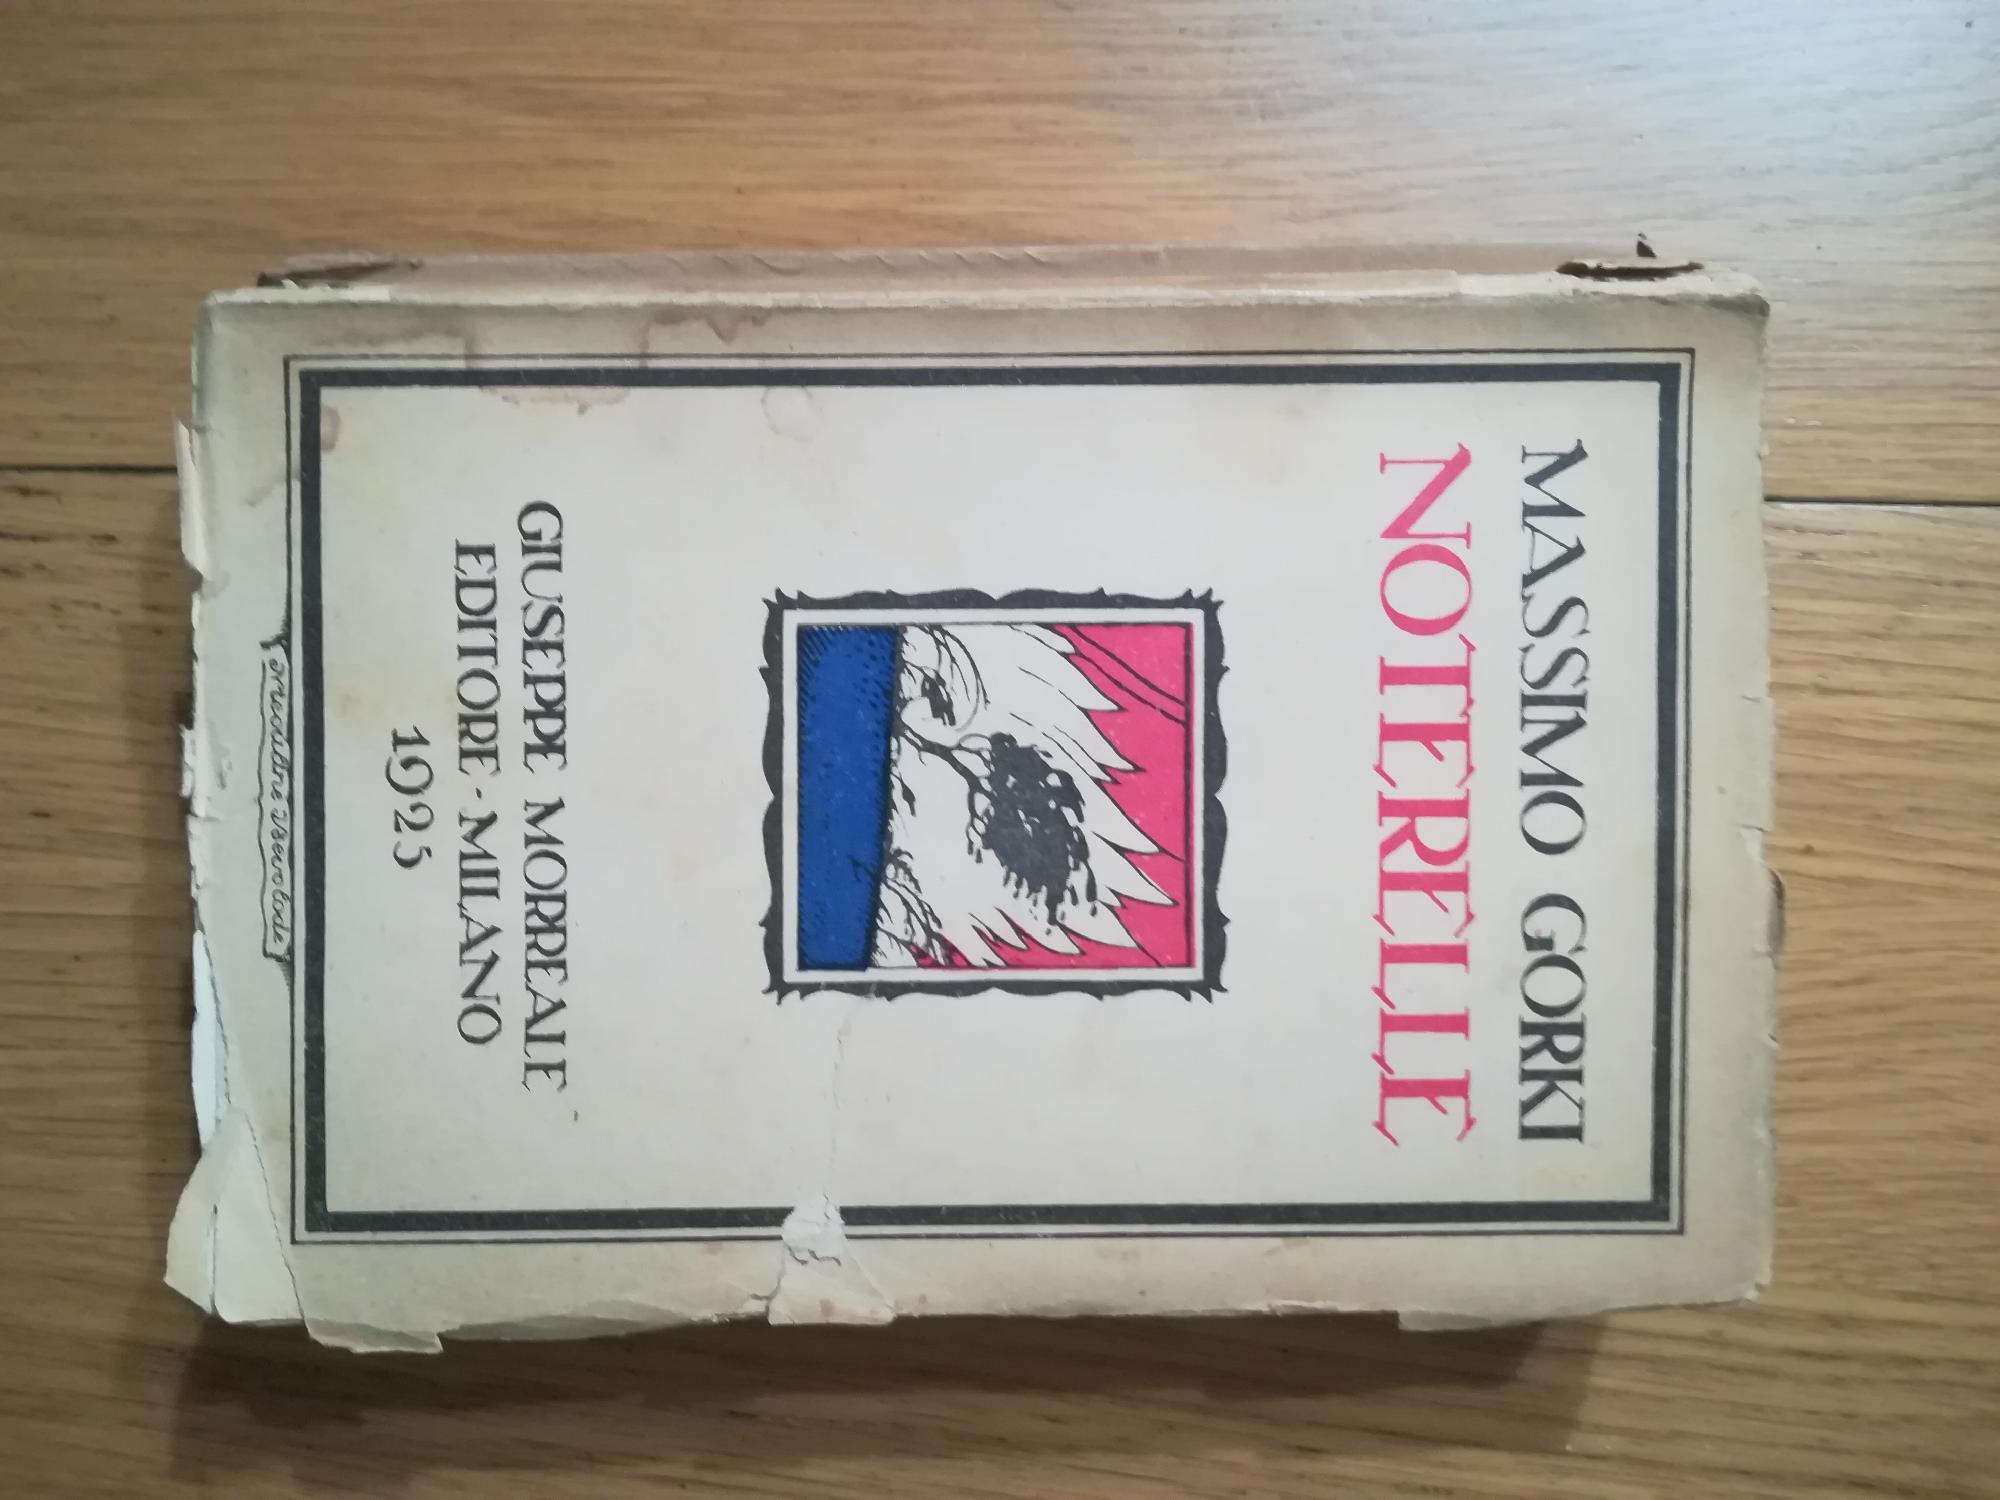 MASSIMO GORKI
NOTERELLE
GIUSEPPE MORREALE
EDITORE - MILANO
1925